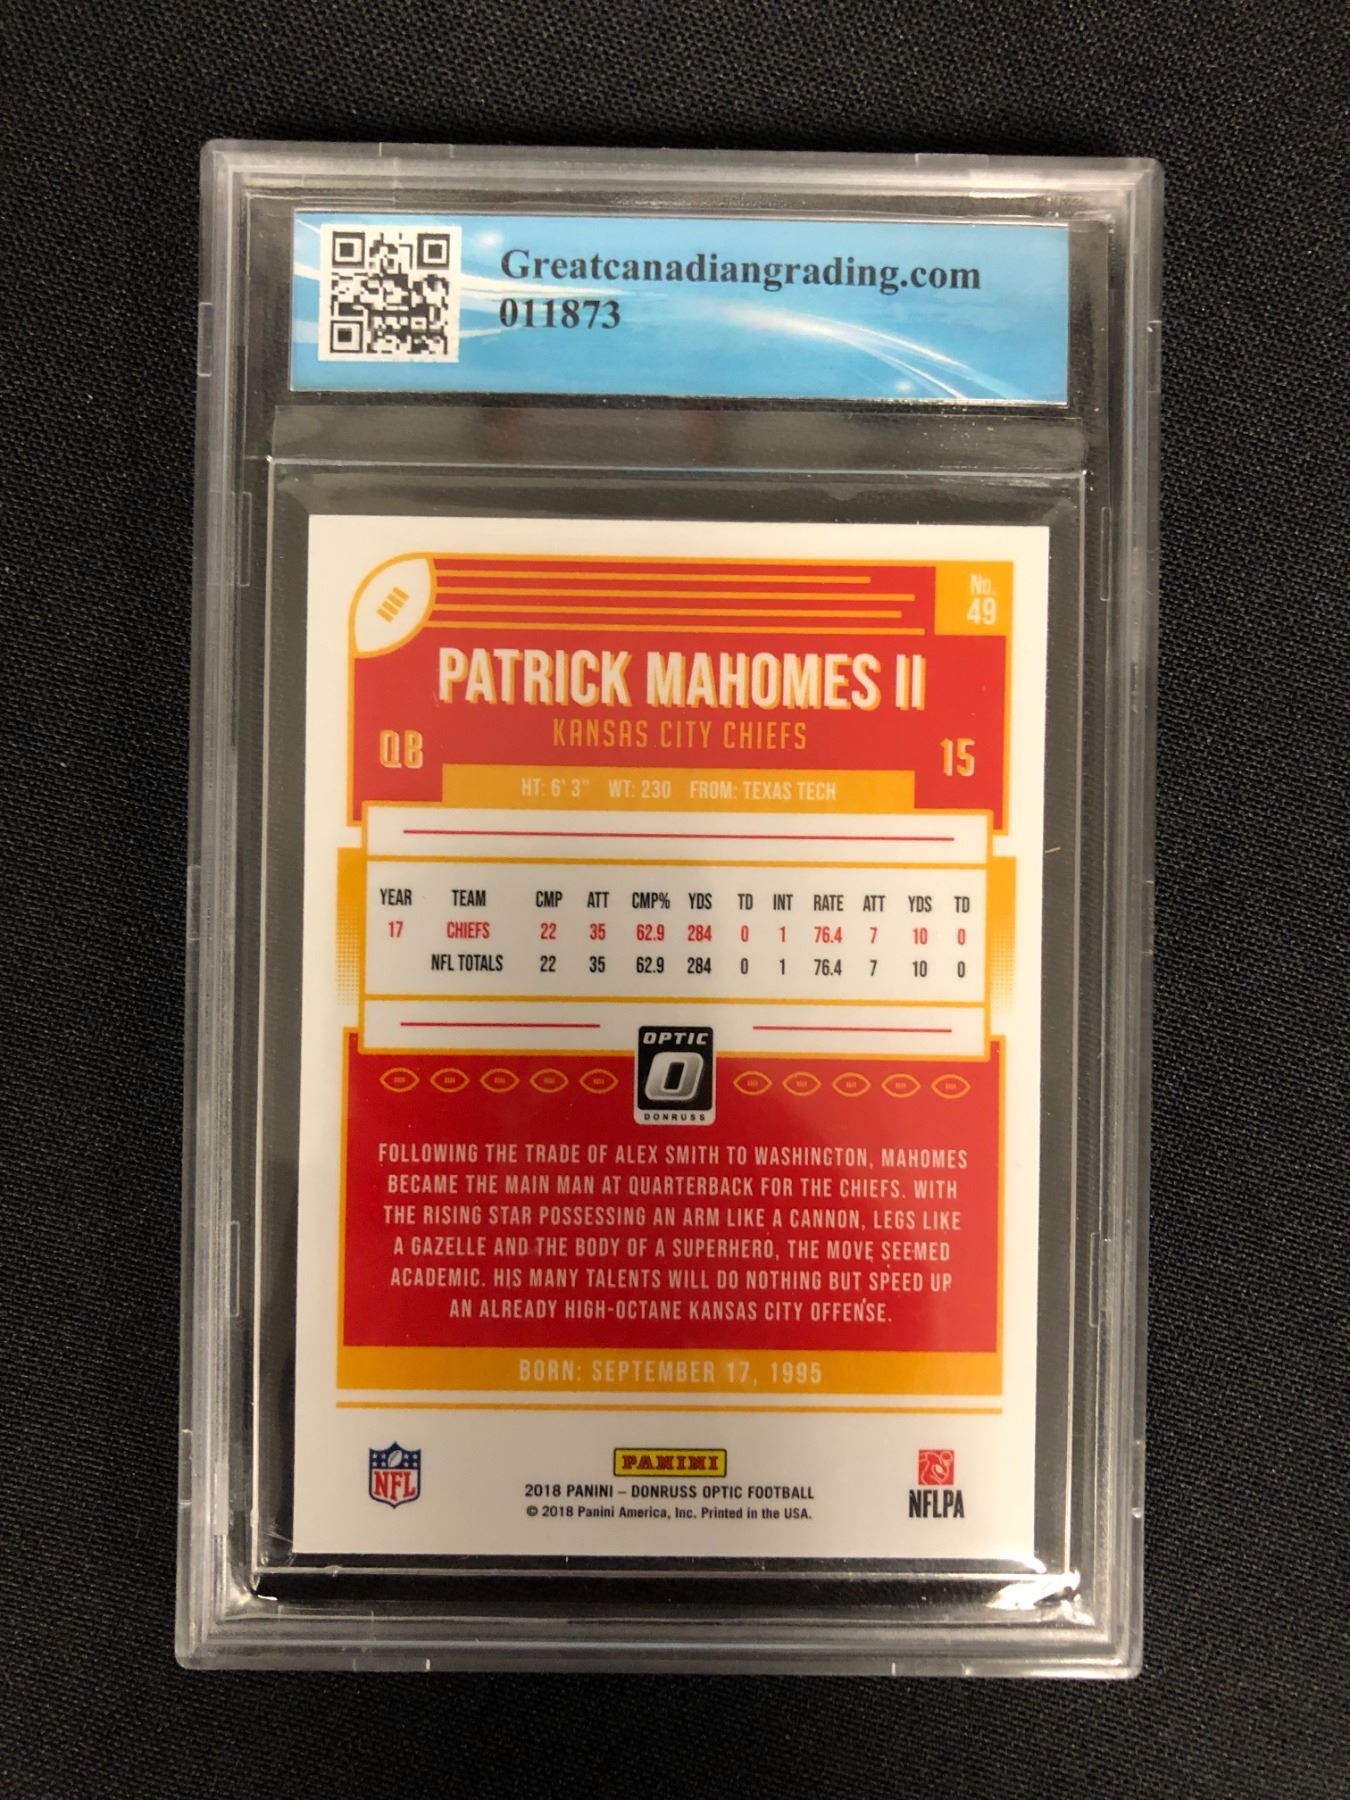 Greatcanadiangrading.com
011873
No.
49
PATRICK MAHOMES II
KANSAS CITY CHIEFS
QB
15
HT: 6' 3" WT: 230 FROM: TEXAS TECH
YEAR TEAM CMP ATT CMP% YDS TD INT RATE ATT YDS TD
17 CHIEFS 22 35 62.9 284 0 1 76.4 7 10 0
NFL TOTALS 22 35 62.9 284 0 1 76.4 7 10 0
OPTIC
O
DONRUSS
FOLLOWING THE TRADE OF ALEX SMITH TO WASHINGTON, MAHOMES
BECAME THE MAIN MAN AT QUARTERBACK FOR THE CHIEFS. WITH
THE RISING STAR POSSESSING AN ARM LIKE A CANNON, LEGS LIKE
A GAZELLE AND THE BODY OF A SUPERHERO, THE MOVE SEEMED
ACADEMIC. HIS MANY TALENTS WILL DO NOTHING BUT SPEED UP
AN ALREADY HIGH-OCTANE KANSAS CITY OFFENSE.
BORN: SEPTEMBER 17, 1995
NFL
PANINI
2018 PANINI – DONRUSS OPTIC FOOTBALL
© 2018 Panini America, Inc. Printed in the USA.
NFLPA